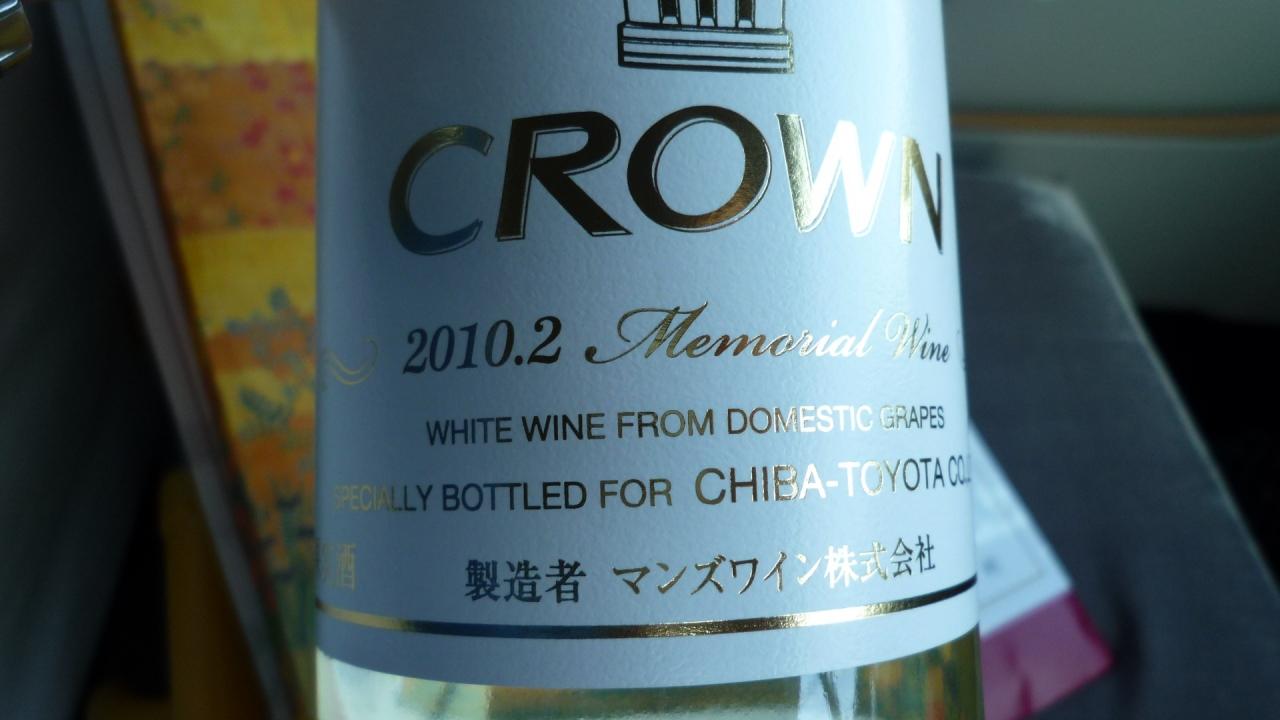 CROWN
2010.2 Memorial Wine
WHITE WINE FROM DOMESTIC GRAPES
SPECIALLY BOTTLED FOR CHIBA-TOYOTA CO.
酒
製造者 マンズワイン株式会社